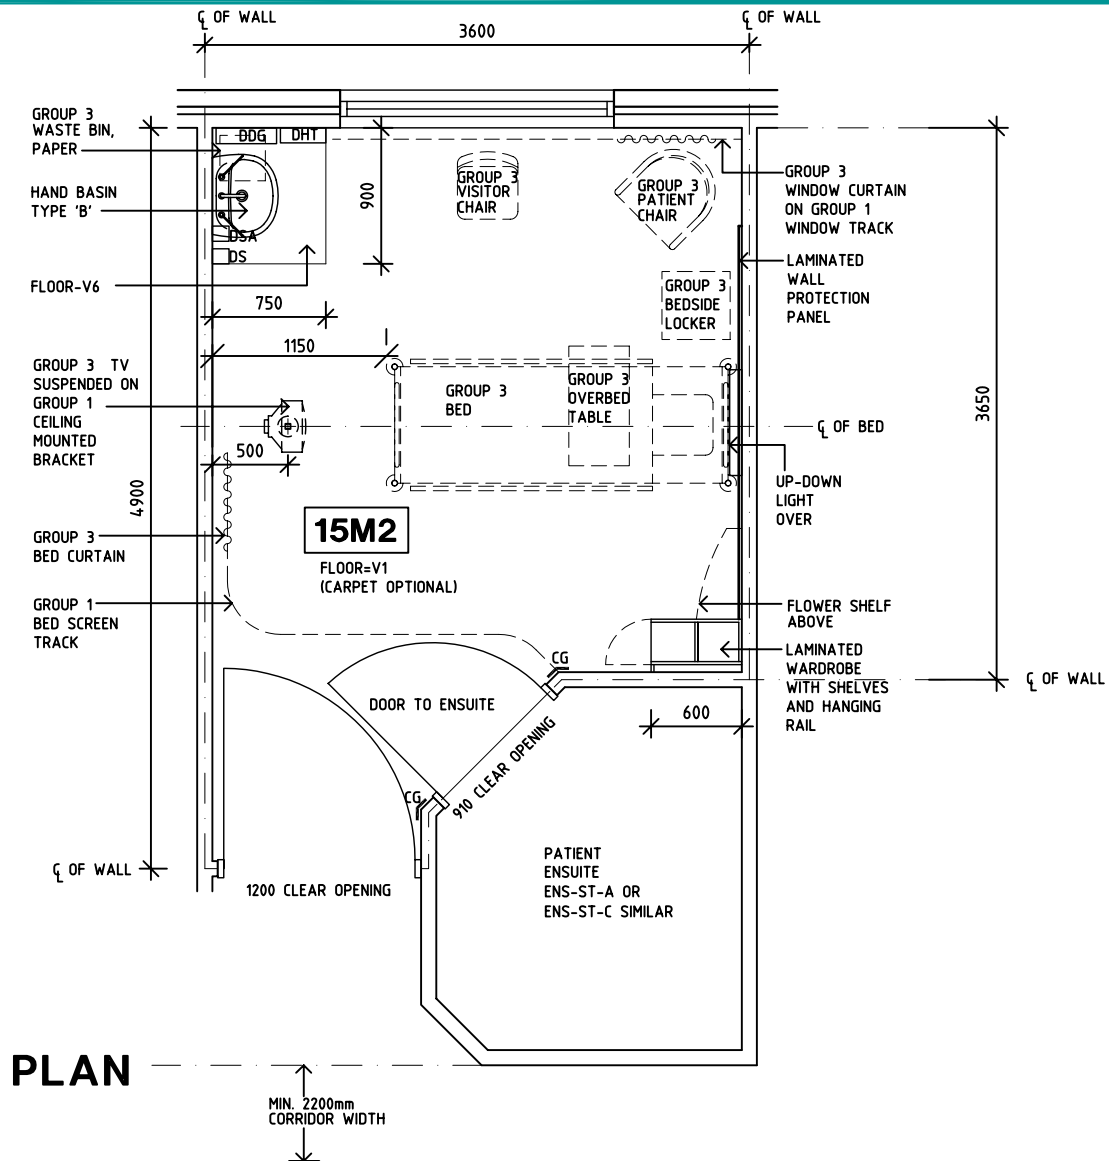 ℄ OF WALL
℄ OF WALL
3600
GROUP 3
WASTE BIN,
PAPER
HAND BASIN
TYPE 'B'
FLOOR-V6
GROUP 3 TV
SUSPENDED ON
GROUP 1
CEILING
MOUNTED
BRACKET
4900
GROUP 3
BED CURTAIN
GROUP 1
BED SCREEN
TRACK
℄ OF WALL
DDG
DHT
DSA
DS
900
750
1150
500
GROUP 3
VISITOR
CHAIR
GROUP 3
PATIENT
CHAIR
GROUP 3
BEDSIDE
LOCKER
GROUP 3
BED
GROUP 3
OVERBED
TABLE
15M2
FLOOR=V1
(CARPET OPTIONAL)
GROUP 3
WINDOW CURTAIN
ON GROUP 1
WINDOW TRACK
LAMINATED
WALL
PROTECTION
PANEL
3650
℄ OF BED
UP-DOWN
LIGHT
OVER
FLOWER SHELF
ABOVE
LAMINATED
WARDROBE
WITH SHELVES
AND HANGING
RAIL
℄ OF WALL
CG
DOOR TO ENSUITE
600
910 CLEAR OPENING
CG
1200 CLEAR OPENING
PATIENT
ENSUITE
ENS-ST-A OR
ENS-ST-C SIMILAR
PLAN
MIN. 2200mm
CORRIDOR WIDTH